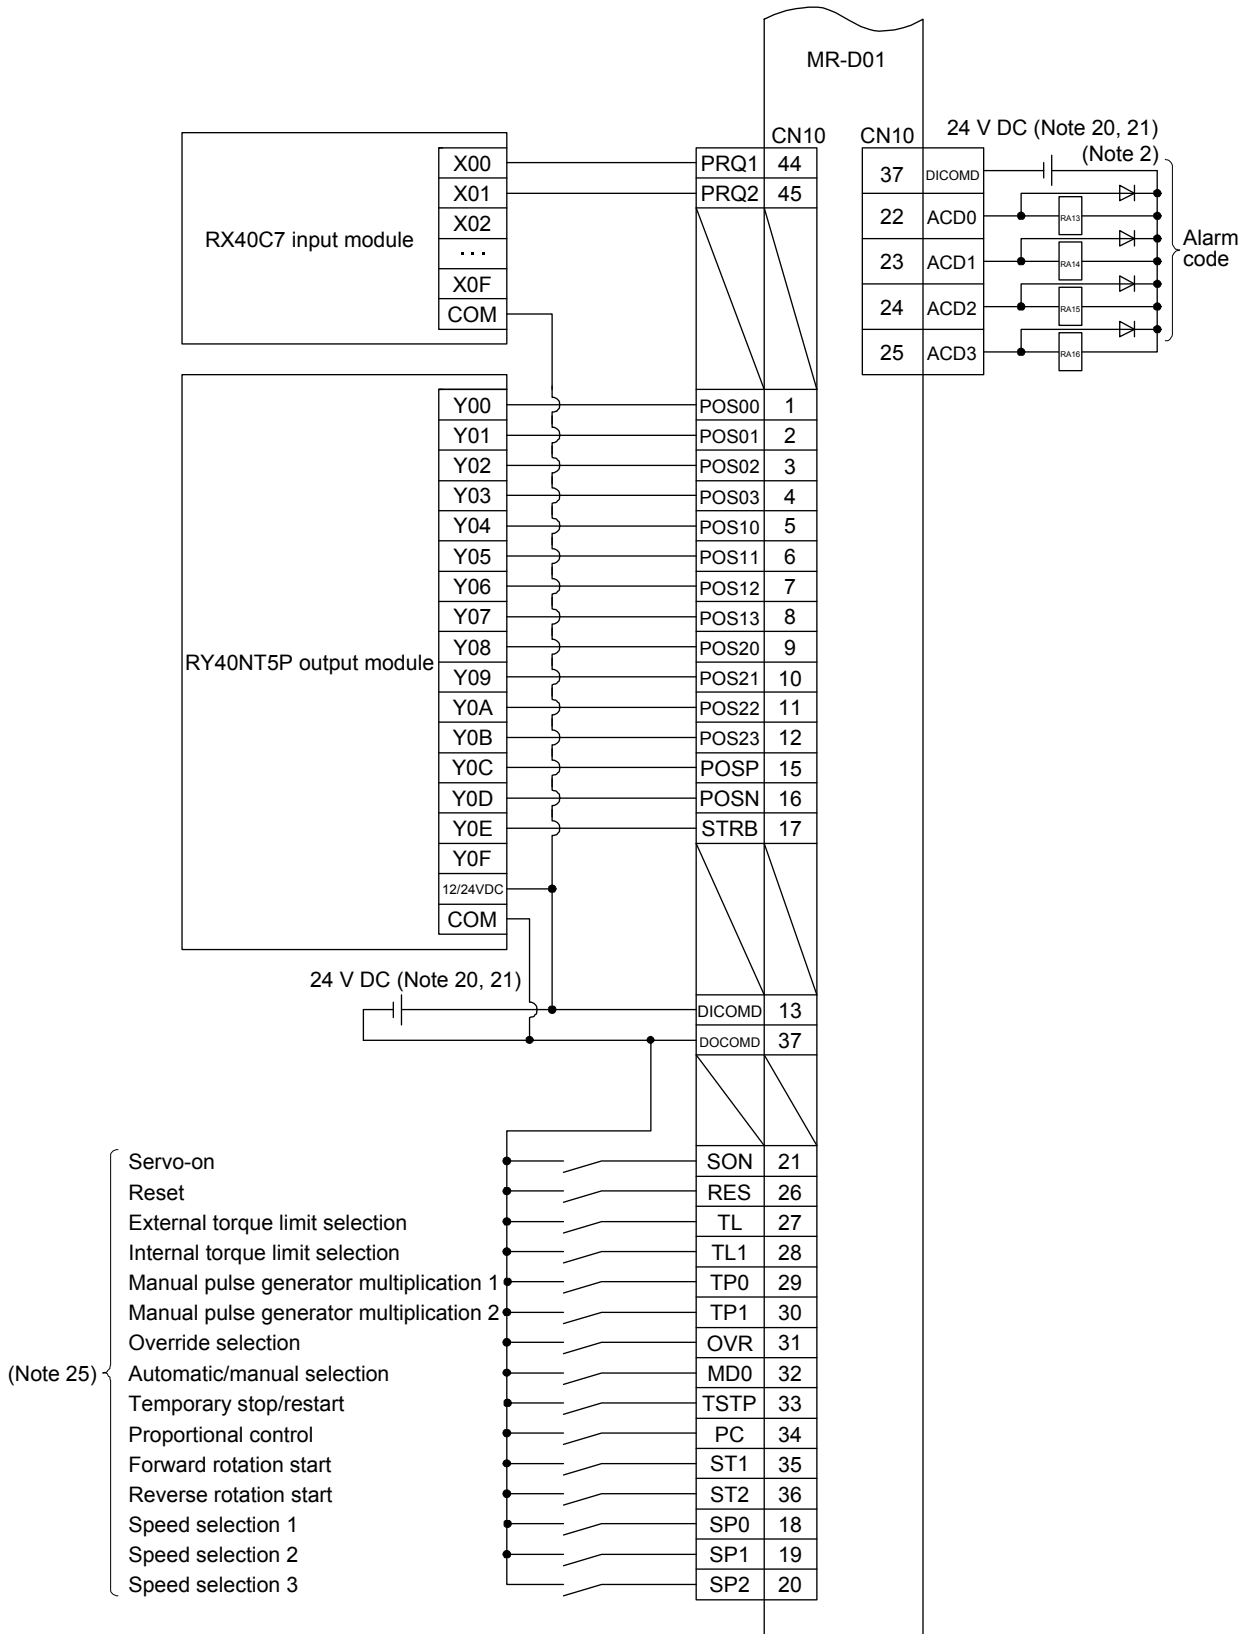 MR-D01
CN10
CN10
24 V DC (Note 20, 21)
(Note 2)
RX40C7 input module
X00
X01
X02
...
X0F
COM
PRQ1 44
PRQ2 45
37 DICOMD
22 ACD0 RA13
23 ACD1 RA14
24 ACD2 RA15
25 ACD3 RA16
Alarm
code
RY40NT5P output module
Y00 POS00 1
Y01 POS01 2
Y02 POS02 3
Y03 POS03 4
Y04 POS10 5
Y05 POS11 6
Y06 POS12 7
Y07 POS13 8
Y08 POS20 9
Y09 POS21 10
Y0A POS22 11
Y0B POS23 12
Y0C POSP 15
Y0D POSN 16
Y0E STRB 17
Y0F
12/24VDC
COM
24 V DC (Note 20, 21)
DICOMD 13
DOCOMD 37
(Note 25)
Servo-on SON 21
Reset RES 26
External torque limit selection TL 27
Internal torque limit selection TL1 28
Manual pulse generator multiplication 1 TP0 29
Manual pulse generator multiplication 2 TP1 30
Override selection OVR 31
Automatic/manual selection MD0 32
Temporary stop/restart TSTP 33
Proportional control PC 34
Forward rotation start ST1 35
Reverse rotation start ST2 36
Speed selection 1 SP0 18
Speed selection 2 SP1 19
Speed selection 3 SP2 20